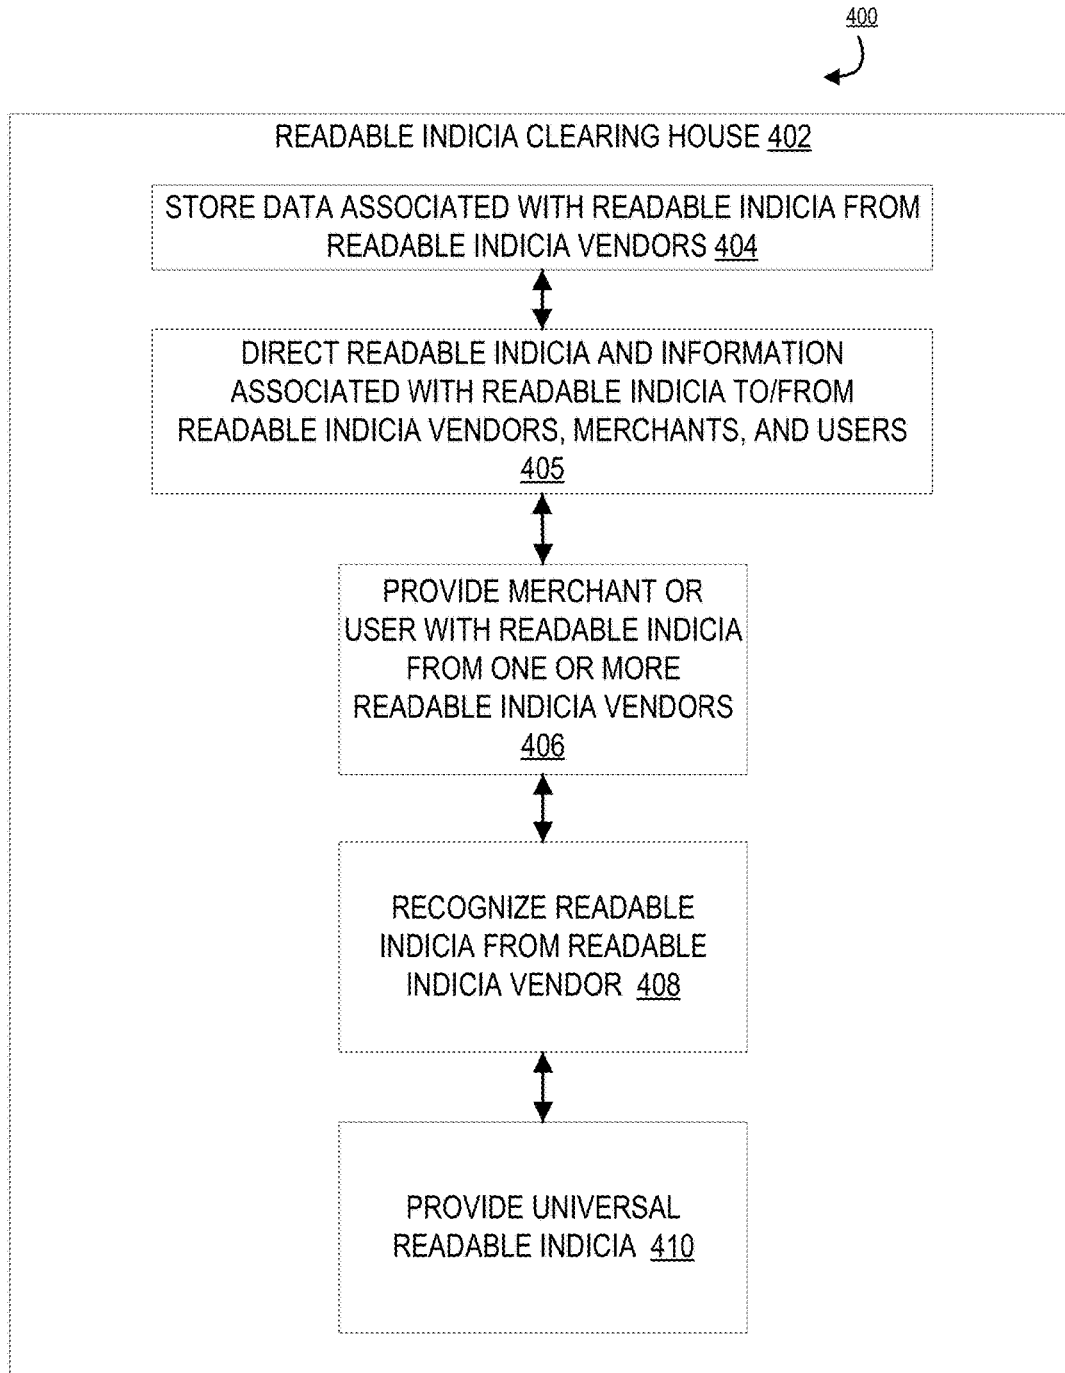 400
READABLE INDICIA CLEARING HOUSE 402
STORE DATA ASSOCIATED WITH READABLE INDICIA FROM
READABLE INDICIA VENDORS 404
DIRECT READABLE INDICIA AND INFORMATION
ASSOCIATED WITH READABLE INDICIA TO/FROM
READABLE INDICIA VENDORS, MERCHANTS, AND USERS
405
PROVIDE MERCHANT OR
USER WITH READABLE INDICIA
FROM ONE OR MORE
READABLE INDICIA VENDORS
406
RECOGNIZE READABLE
INDICIA FROM READABLE
INDICIA VENDOR 408
PROVIDE UNIVERSAL
READABLE INDICIA 410